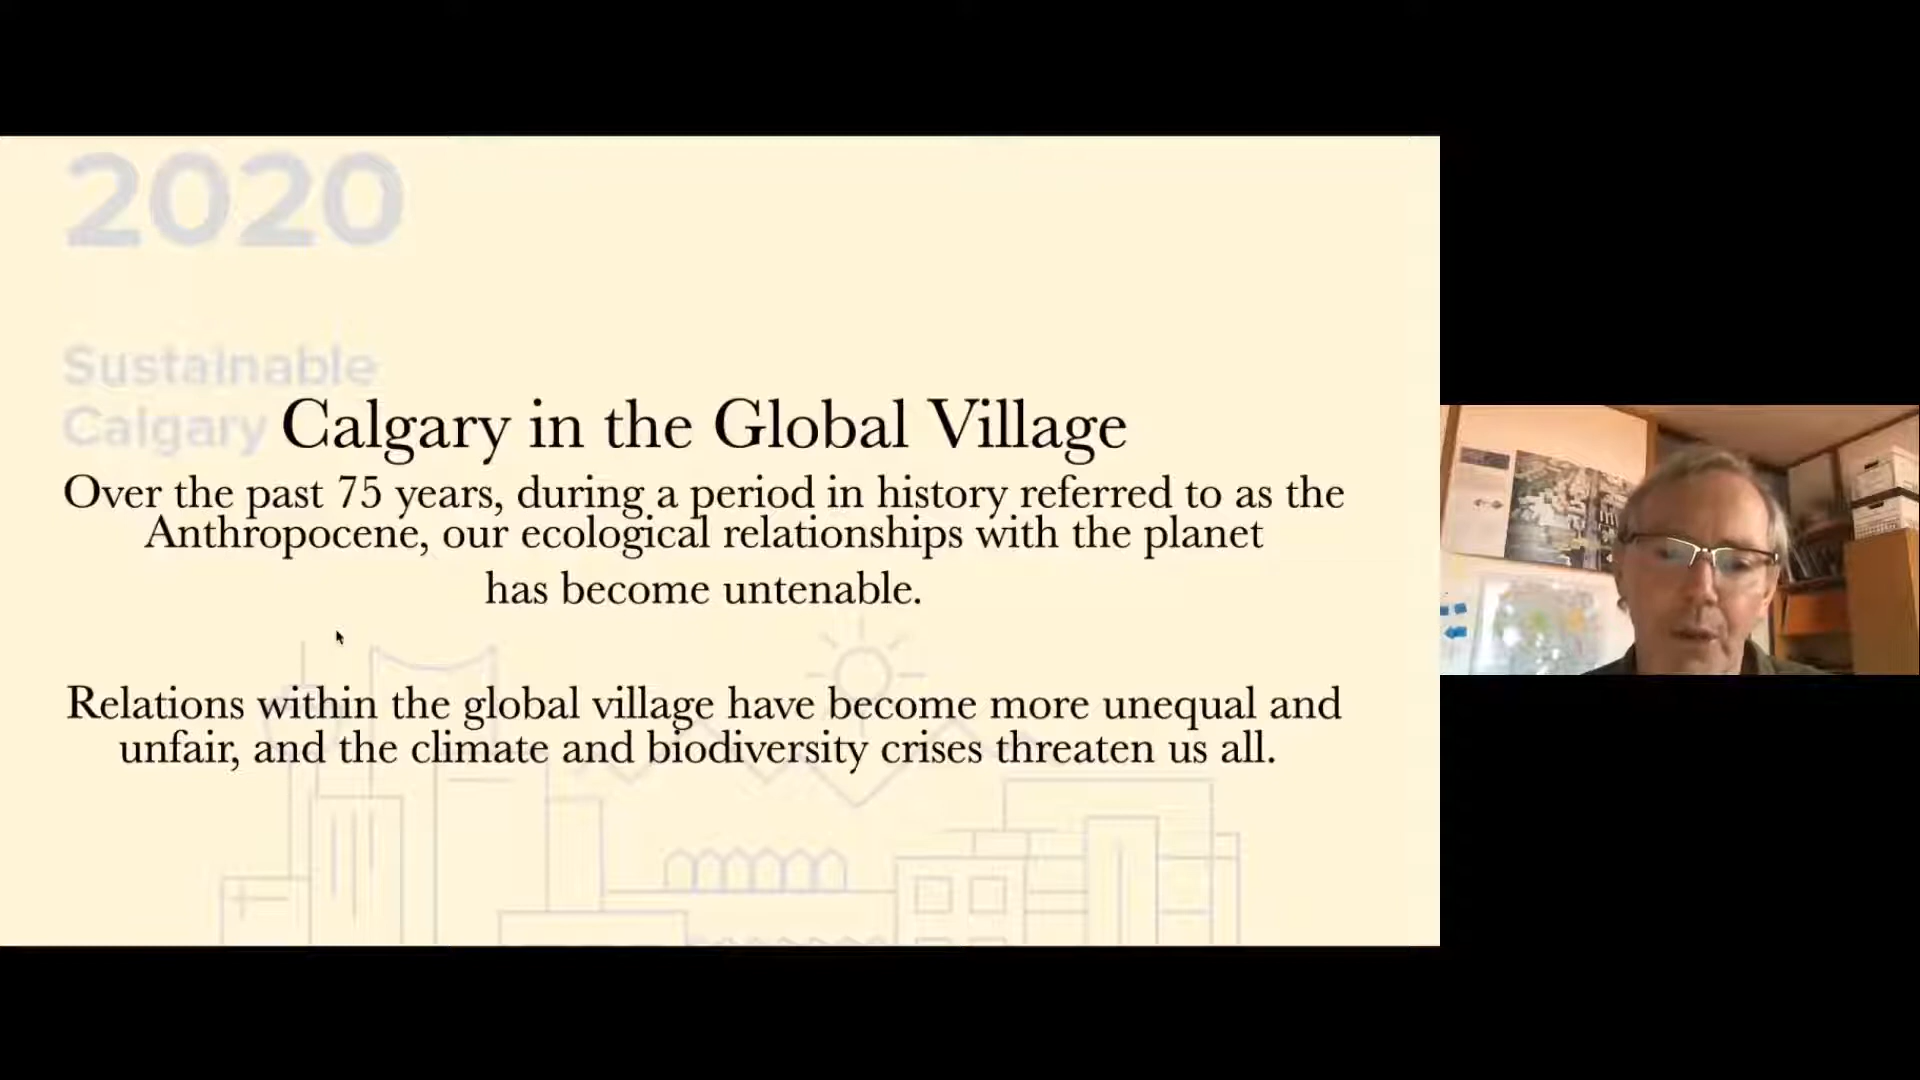 2020
Sustainable
Calgary
Calgary in the Global Village
Over the past 75 years, during a period in history referred to as the
Anthropocene, our ecological relationships with the planet
has become untenable.
Relations within the global village have become more unequal and
unfair, and the climate and biodiversity crises threaten us all.